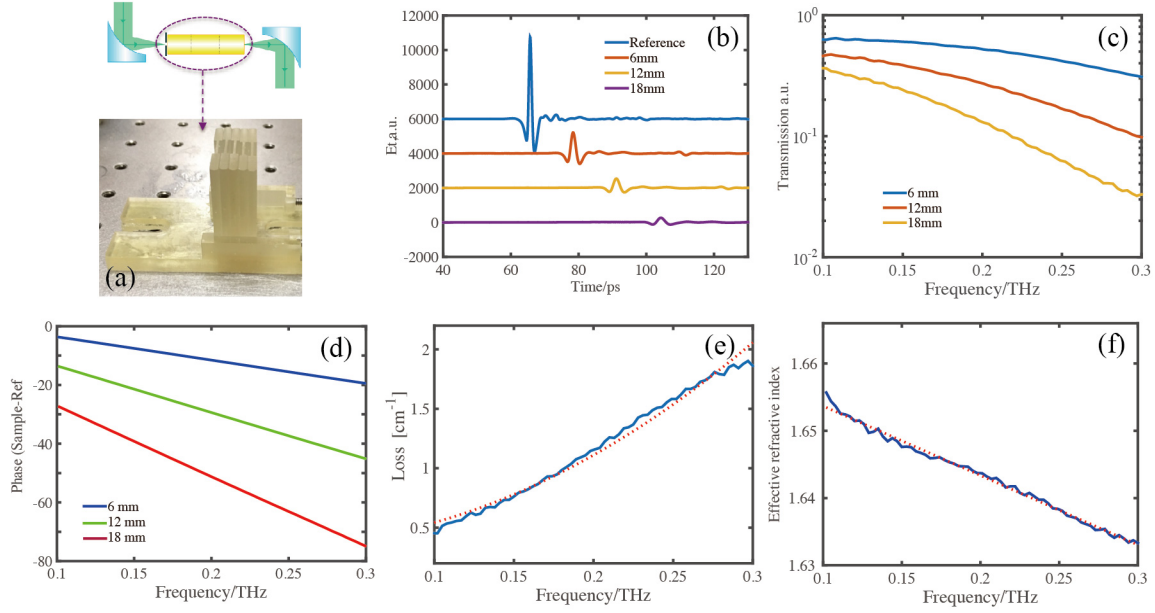 (a)
(b)
12000
10000
8000
6000
4000
2000
0
-2000
Et.a.u.
Reference
6mm
12mm
18mm
40
60
80
100
120
Time/ps
(c)
10⁰
10⁻¹
10⁻²
Transmission a.u.
6 mm
12mm
18mm
0.1
0.15
0.2
0.25
0.3
Frequency/THz
(d)
0
-20
-40
-60
-80
Phase (Sample-Ref
6 mm
12 mm
18 mm
0.1
0.15
0.2
0.25
0.3
Frequency/THz
(e)
2
1.5
1
0.5
Loss [cm⁻¹]
0.1
0.15
0.2
0.25
0.3
Frequency/THz
(f)
1.66
1.65
1.64
1.63
Effective refractive index
0.1
0.15
0.2
0.25
0.3
Frequency/THz